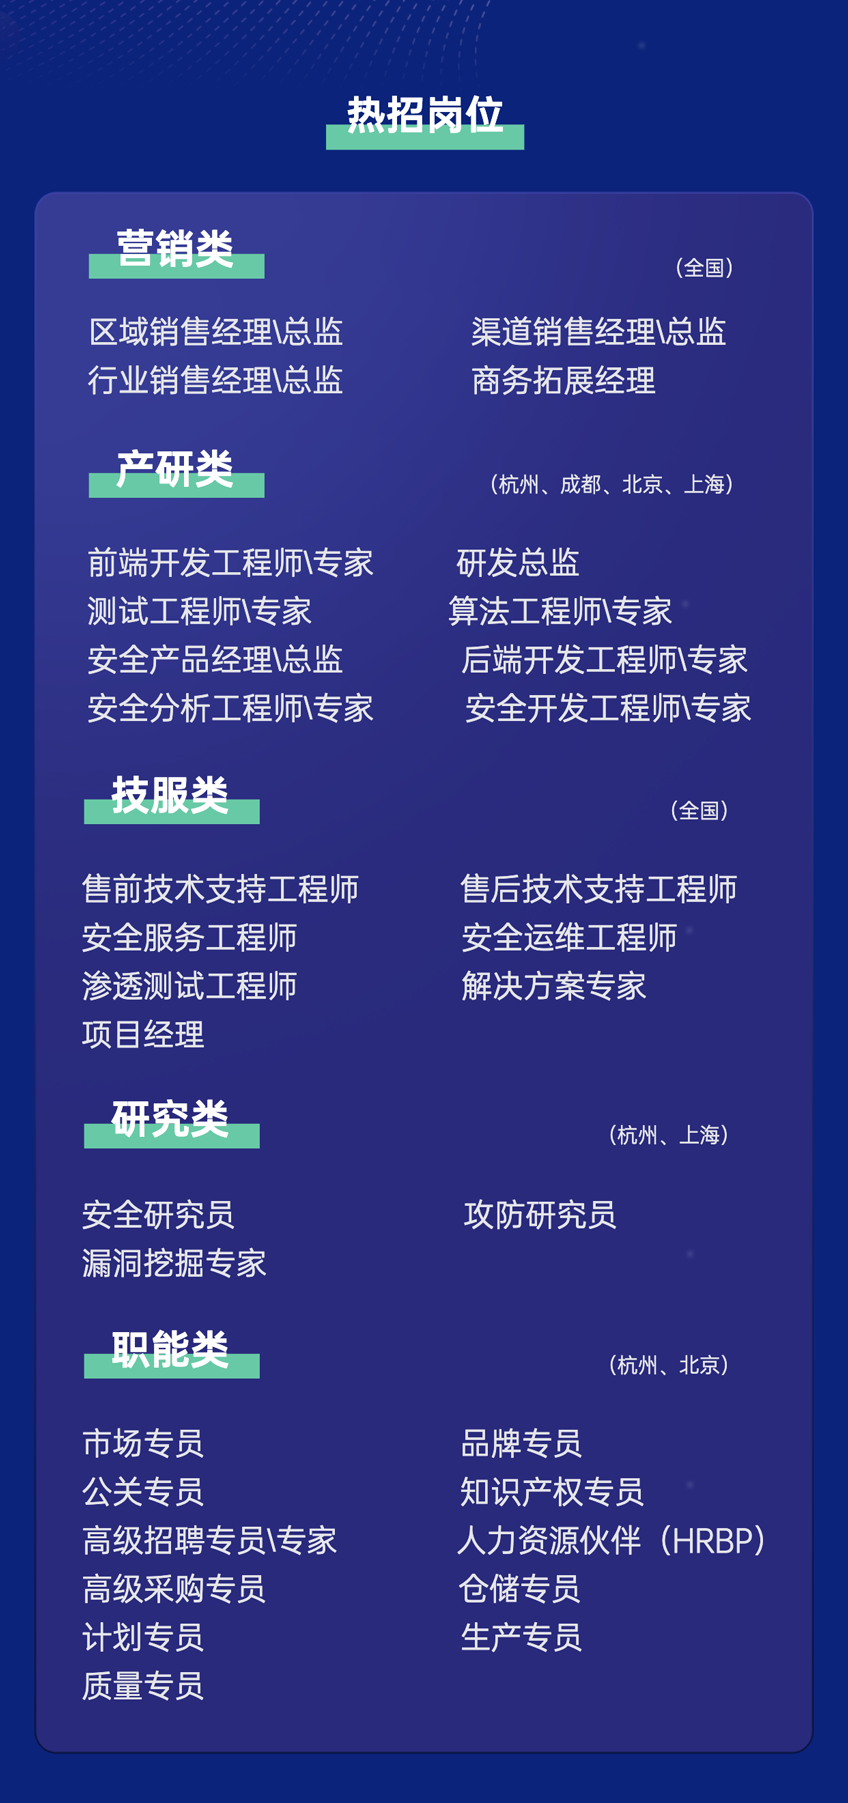 热招岗位
营销类 （全国）
区域销售经理\总监 渠道销售经理\总监
行业销售经理\总监 商务拓展经理
产研类 （杭州、成都、北京、上海）
前端开发工程师\专家 研发总监
测试工程师\专家 算法工程师\专家
安全产品经理\总监 后端开发工程师\专家
安全分析工程师\专家 安全开发工程师\专家
技服类 （全国）
售前技术支持工程师 售后技术支持工程师
安全服务工程师 安全运维工程师
渗透测试工程师 解决方案专家
项目经理
研究类 （杭州、上海）
安全研究员 攻防研究员
漏洞挖掘专家
职能类 （杭州、北京）
市场专员 品牌专员
公关专员 知识产权专员
高级招聘专员\专家 人力资源伙伴（HRBP）
高级采购专员 仓储专员
计划专员 生产专员
质量专员